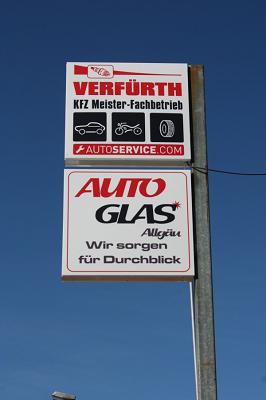 VERFÜRTH
KFZ Meister-Fachbetrieb
AUTOSERVICE.COM
AUTO
GLAS
Allgäu
Wir sorgen
für Durchblick